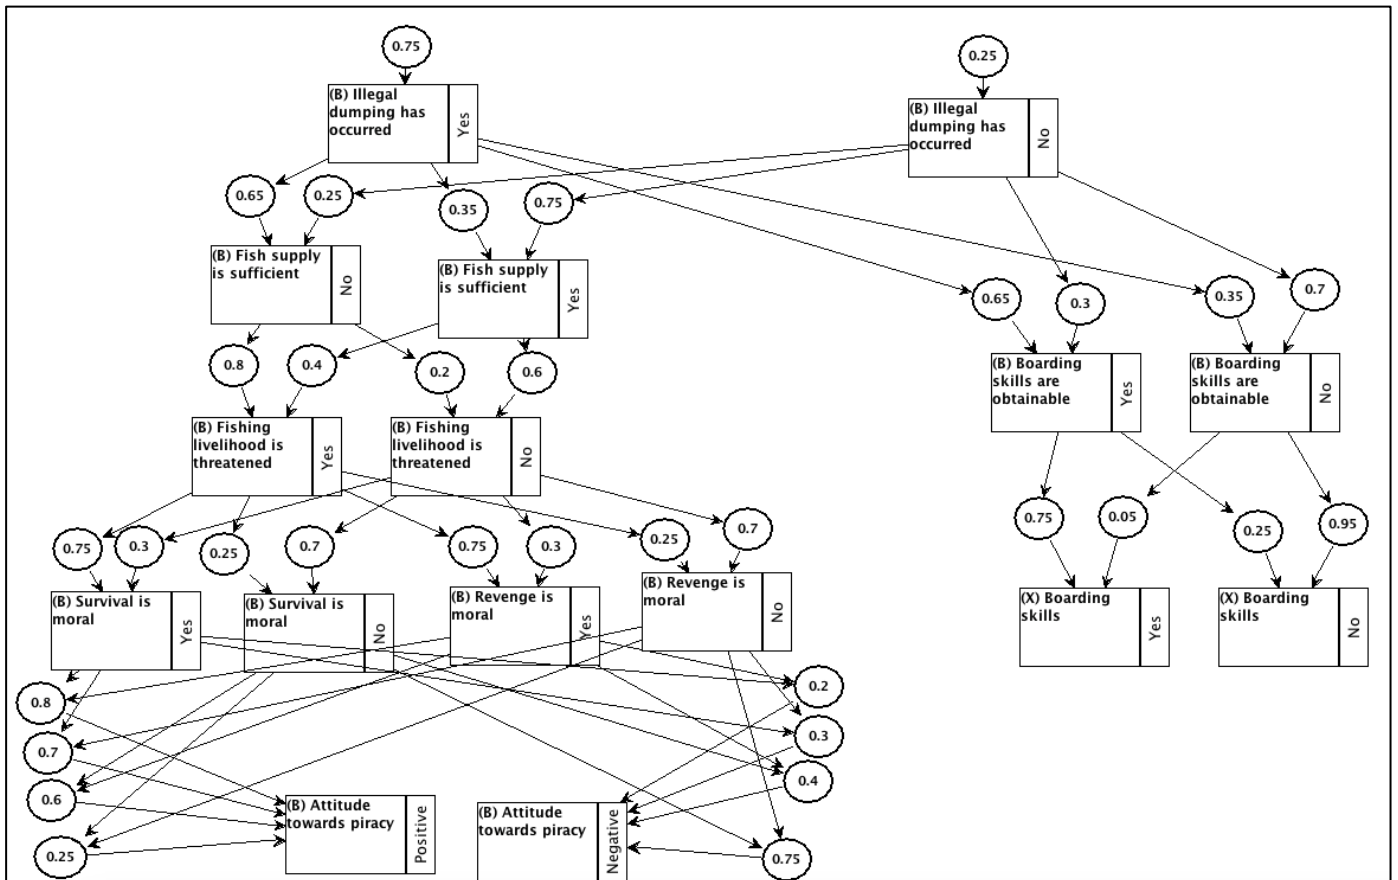 0.75
0.25
(B) Illegal
dumping has
occurred
Yes
(B) Illegal
dumping has
occurred
No
0.65
0.25
0.35
0.75
(B) Fish supply
is sufficient
No
(B) Fish supply
is sufficient
Yes
0.65
0.3
0.35
0.7
0.8
0.4
0.2
0.6
(B) Boarding
skills are
obtainable
Yes
(B) Boarding
skills are
obtainable
No
(B) Fishing
livelihood is
threatened
Yes
(B) Fishing
livelihood is
threatened
No
0.75
0.3
0.25
0.7
0.75
0.3
0.25
0.7
0.75
0.05
0.25
0.95
(B) Survival is
moral
Yes
(B) Survival is
moral
No
(B) Revenge is
moral
Yes
(B) Revenge is
moral
No
(X) Boarding
skills
Yes
(X) Boarding
skills
No
0.8
0.7
0.6
0.25
0.2
0.3
0.4
0.75
(B) Attitude
towards piracy
Positive
(B) Attitude
towards piracy
Negative